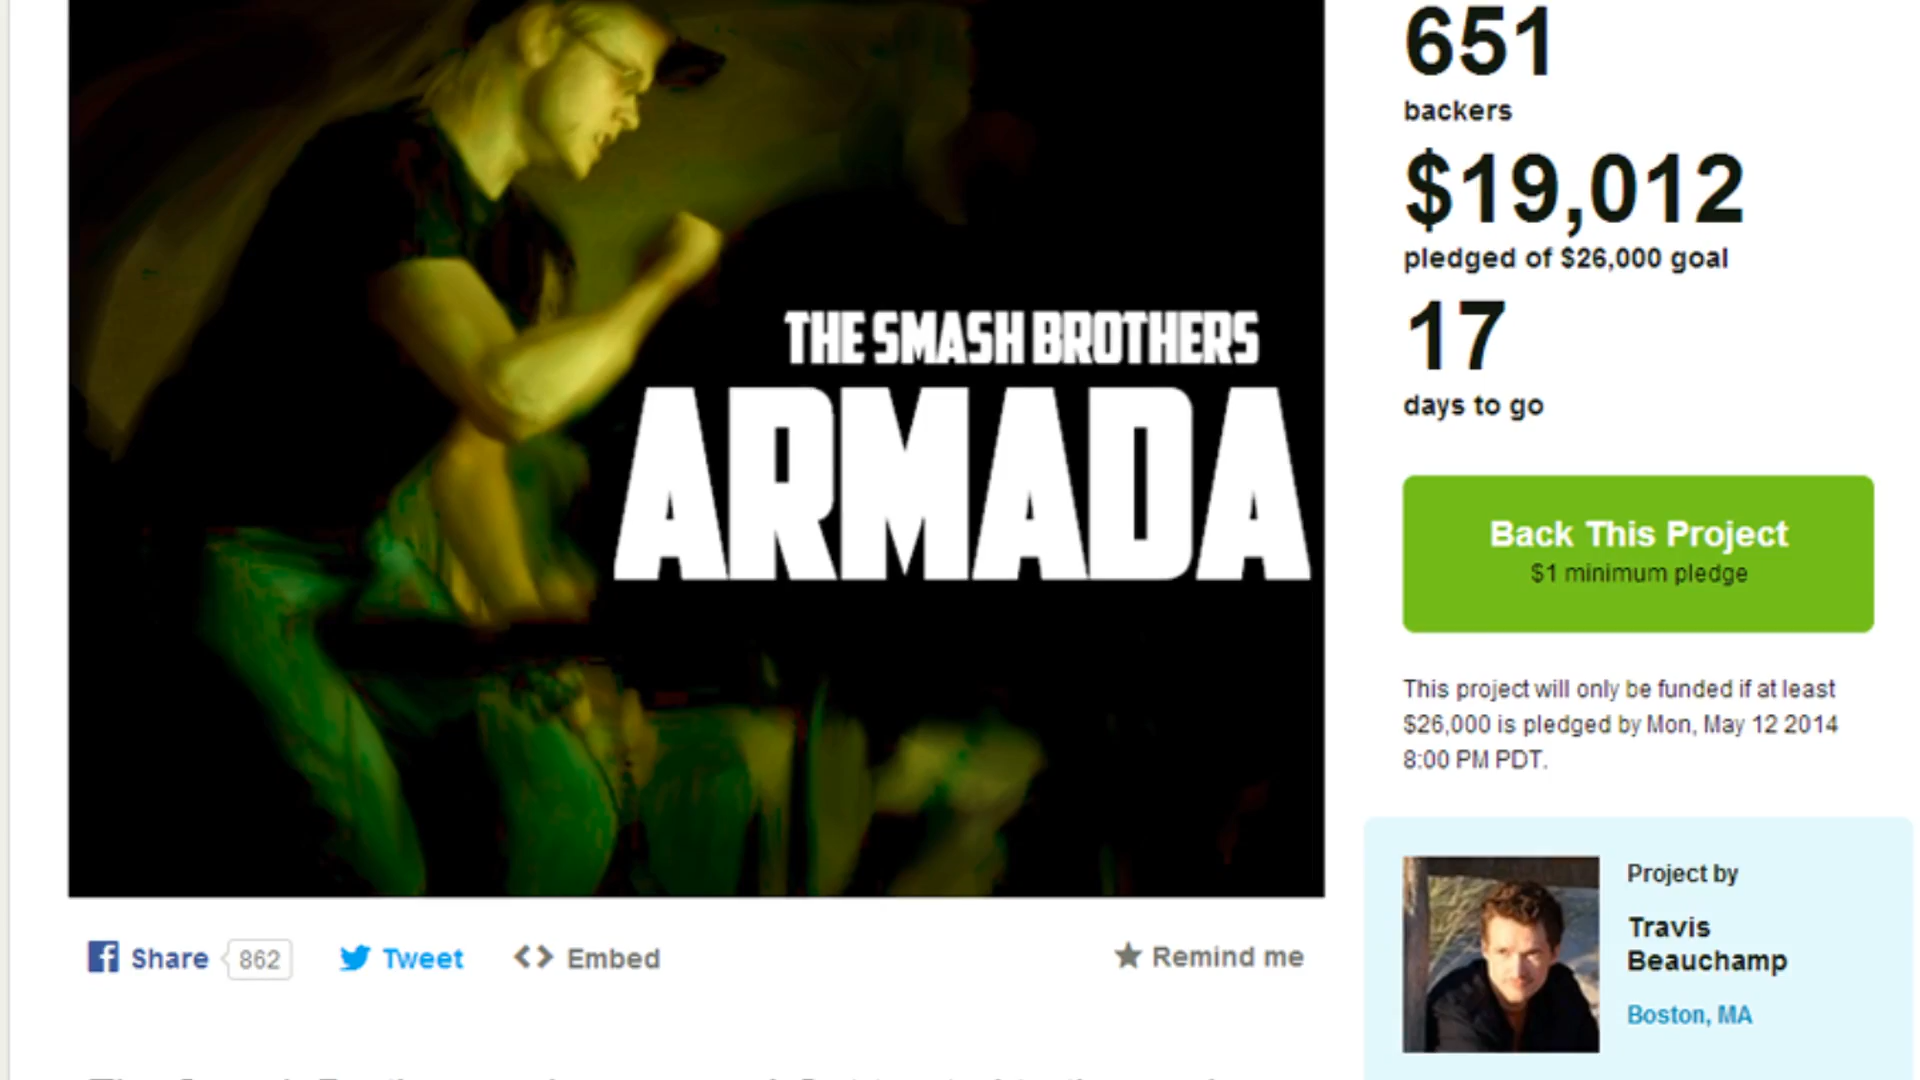 651
backers
$19,012
pledged of $26,000 goal
17
days to go
THE SMASH BROTHERS
ARMADA
Back This Project
$1 minimum pledge
This project will only be funded if at least
$26,000 is pledged by Mon, May 12 2014
8:00 PM PDT.
Project by
Travis
Beauchamp
Boston, MA
Share 862 Tweet <> Embed Remind me